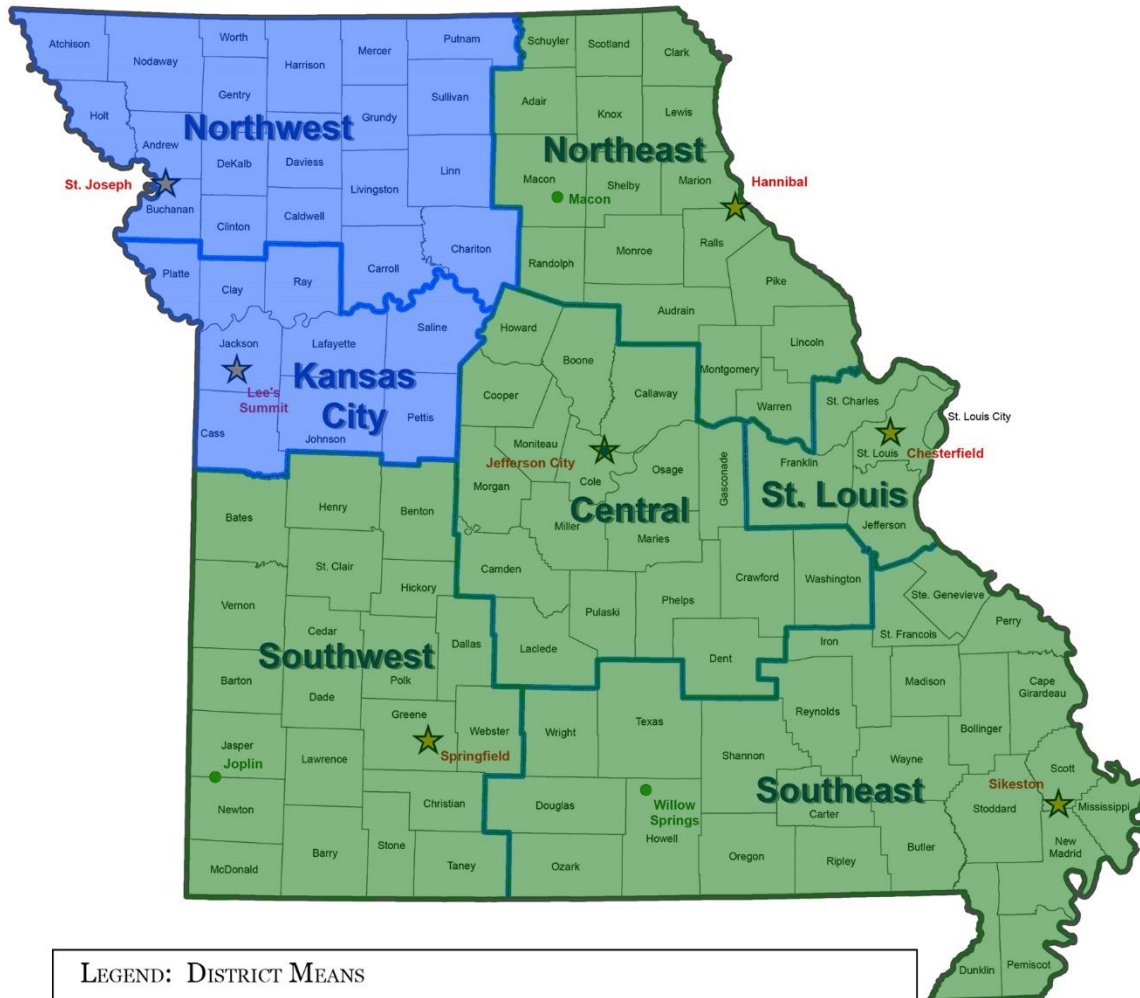 Atchison
Nodaway
Worth
Harrison
Mercer
Putnam
Schuyler
Scotland
Clark
Holt
Gentry
Grundy
Sullivan
Adair
Knox
Lewis
Andrew
Northwest
Northeast
DeKalb
Daviess
Livingston
Linn
Macon
Shelby
Marion
St. Joseph
Macon
Hannibal
Buchanan
Clinton
Caldwell
Chariton
Carroll
Monroe
Ralls
Randolph
Pike
Platte
Clay
Ray
Audrain
Saline
Howard
Boone
Lincoln
Jackson
Lafayette
Kansas
City
Montgomery
Callaway
Cooper
Warren
St. Charles
Lee's
Summit
St. Louis City
Cass
Johnson
Pettis
Moniteau
Jefferson City
Cole
Osage
Gasconade
Franklin
St. Louis
Chesterfield
Morgan
Central
St. Louis
Miller
Maries
Jefferson
Bates
Henry
Benton
St. Clair
Camden
Crawford
Washington
Hickory
Pulaski
Phelps
Ste. Genevieve
Vernon
Cedar
Dallas
Laclede
Dent
Iron
St. Francois
Perry
Southwest
Polk
Barton
Dade
Madison
Cape
Girardeau
Greene
Webster
Wright
Texas
Reynolds
Bollinger
Jasper
Joplin
Lawrence
Springfield
Shannon
Wayne
Scott
Southeast
Sikeston
Newton
Christian
Douglas
Willow
Springs
Howell
Carter
Stoddard
Mississippi
McDonald
Barry
Stone
Taney
Ozark
Oregon
Ripley
Butler
New
Madrid
Dunklin
Pemiscot
LEGEND: DISTRICT MEANS